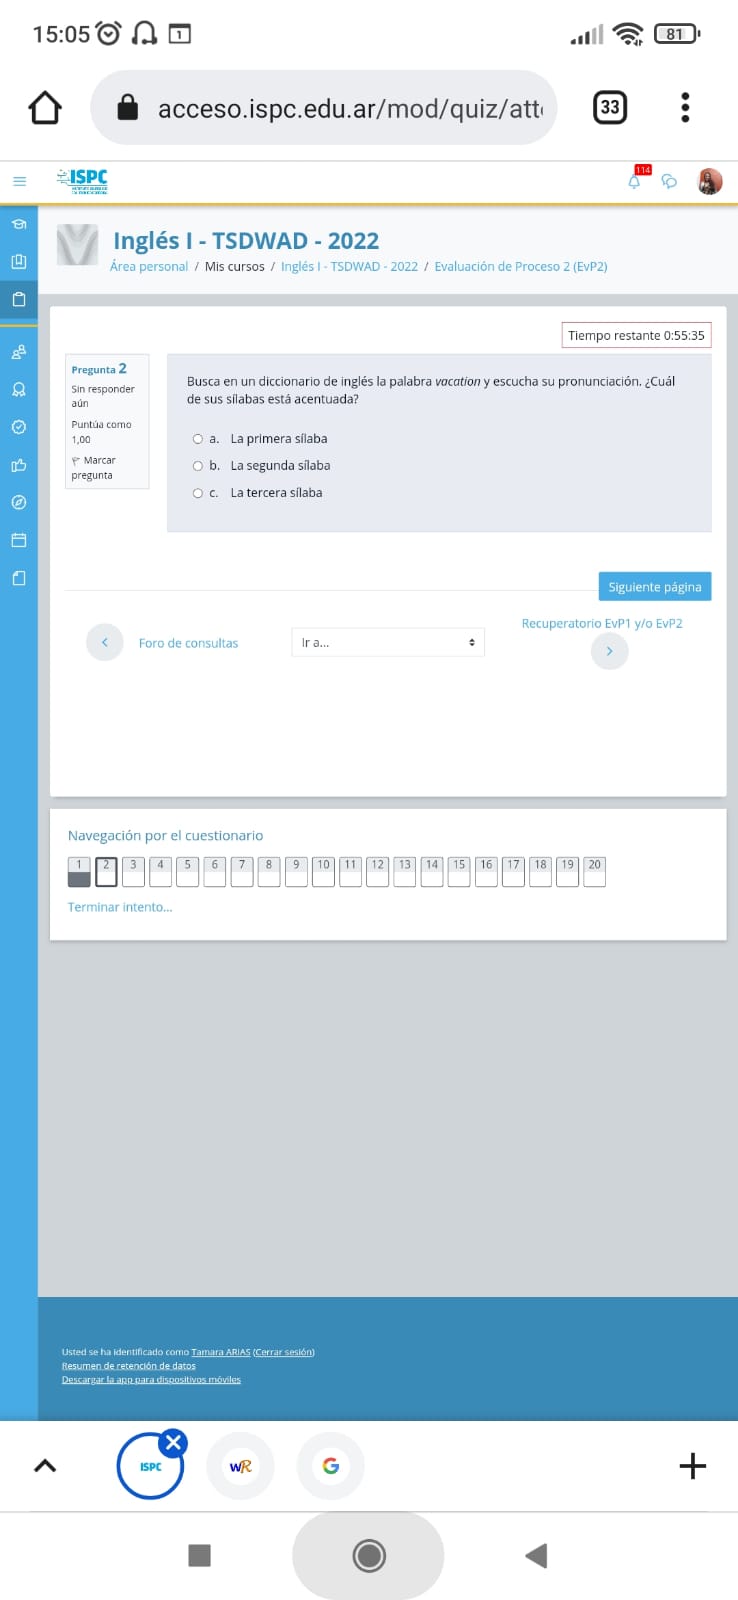 15:05
1
81
acceso.ispc.edu.ar/mod/quiz/att
33
ISPC
114
Inglés I - TSDWAD - 2022
Área personal / Mis cursos / Inglés I - TSDWAD - 2022 / Evaluación de Proceso 2 (EvP2)
Tiempo restante 0:55:35
Pregunta 2
Sin responder
aún
Puntúa como
1,00
Marcar
pregunta
Busca en un diccionario de inglés la palabra vacation y escucha su pronunciación. ¿Cuál
de sus sílabas está acentuada?
a. La primera sílaba
b. La segunda sílaba
c. La tercera sílaba
Siguiente página
Foro de consultas
Ir a...
Recuperatorio EvP1 y/o EvP2
Navegación por el cuestionario
1 2 3 4 5 6 7 8 9 10 11 12 13 14 15 16 17 18 19 20
Terminar intento...
Usted se ha identificado como Tamara ARIAS (Cerrar sesión)
Resumen de retención de datos
Descargar la app para dispositivos móviles
ISPC
WR
G